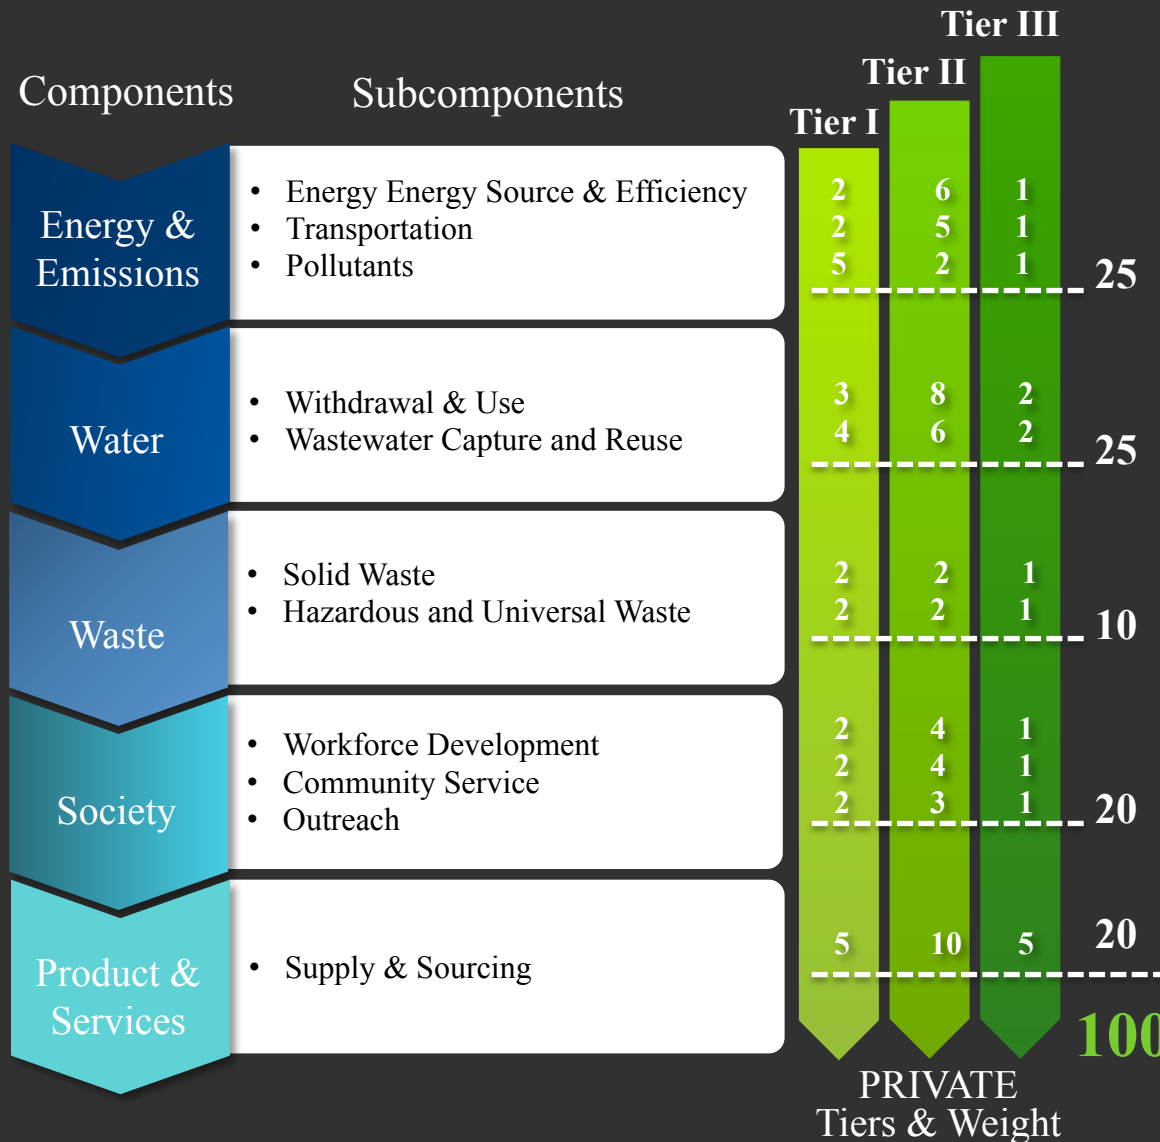 Tier III
Tier II
Tier I
Components
Subcomponents
Energy &
Emissions
• Energy Energy Source & Efficiency 2 6 1
• Transportation 2 5 1
• Pollutants 5 2 1
25
Water
• Withdrawal & Use 3 8 2
• Wastewater Capture and Reuse 4 6 2
25
Waste
• Solid Waste 2 2 1
• Hazardous and Universal Waste 2 2 1
10
Society
• Workforce Development 2 4 1
• Community Service 2 4 1
• Outreach 2 3 1
20
Product &
Services
• Supply & Sourcing 5 10 5
20
100
PRIVATE
Tiers & Weight